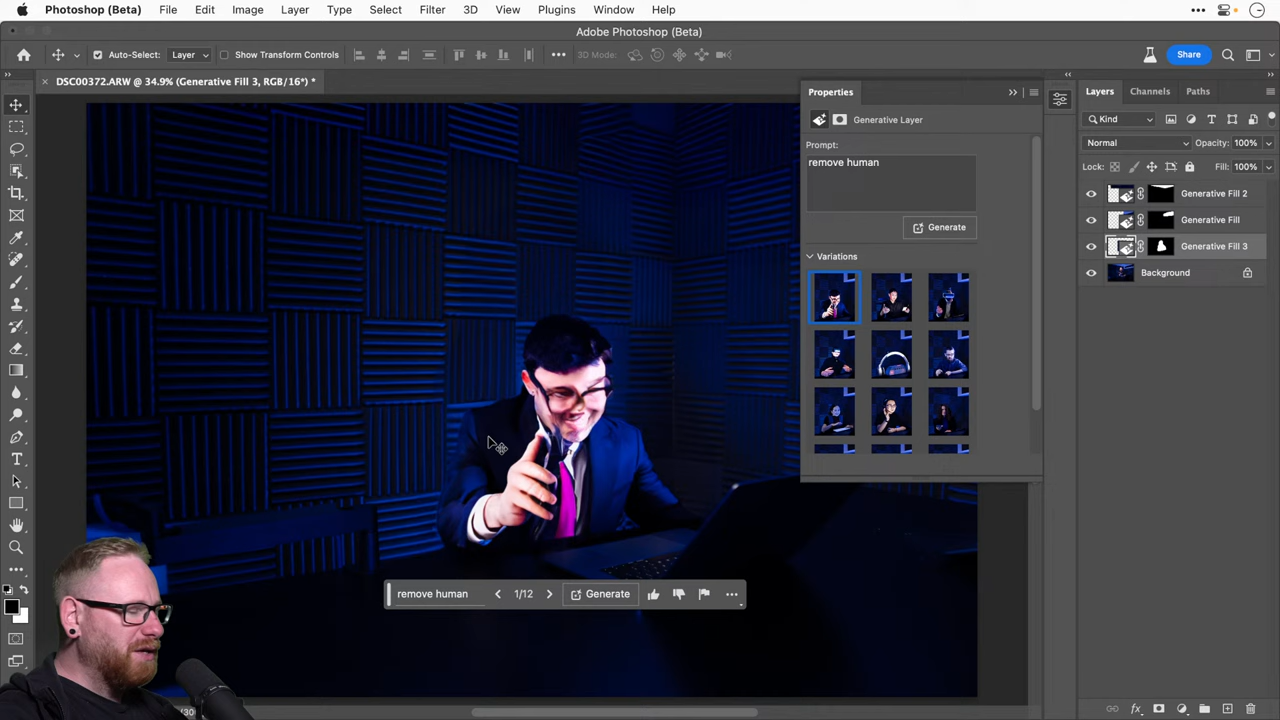 Photoshop (Beta) File Edit Image Layer Type Select Filter 3D View Plugins Window Help
Adobe Photoshop (Beta)
Auto-Select: Layer Show Transform Controls 3D Mode: Share
DSC00372.ARW @ 34.9% (Generative Fill 3, RGB/16*) *
Properties
Generative Layer
Prompt:
remove human
Generate
Variations
Layers Channels Paths
Kind
Normal Opacity: 100%
Lock: Fill: 100%
Generative Fill 2
Generative Fill
Generative Fill 3
Background
remove human 1/12 Generate